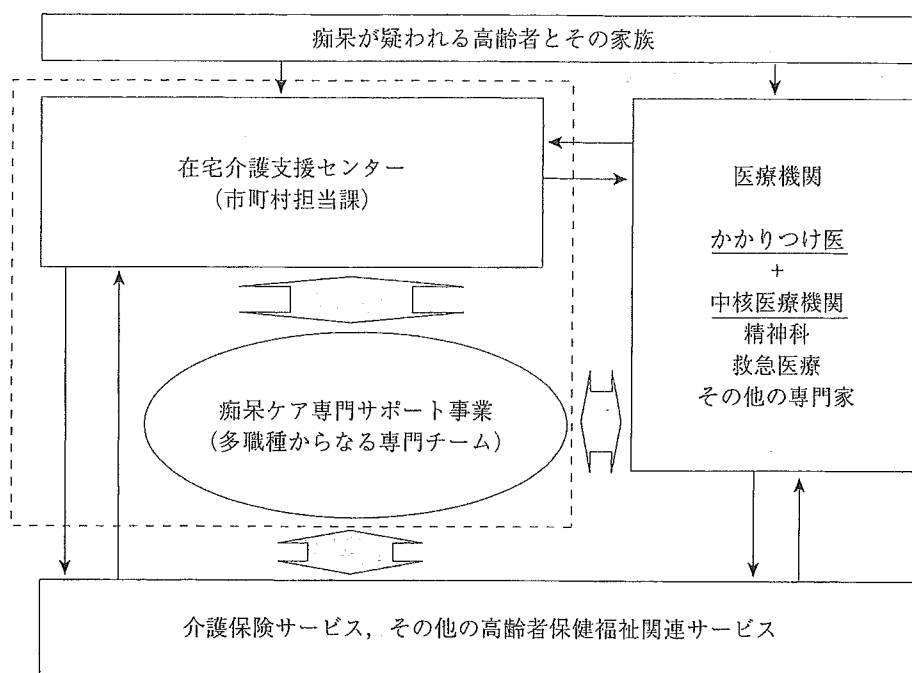 痴呆が疑われる高齢者とその家族
在宅介護支援センター
（市町村担当課）
医療機関
かかりつけ医
+
中核医療機関
精神科
救急医療
その他の専門家
痴呆ケア専門サポート事業
（多職種からなる専門チーム）
介護保険サービス，その他の高齢者保健福祉関連サービス